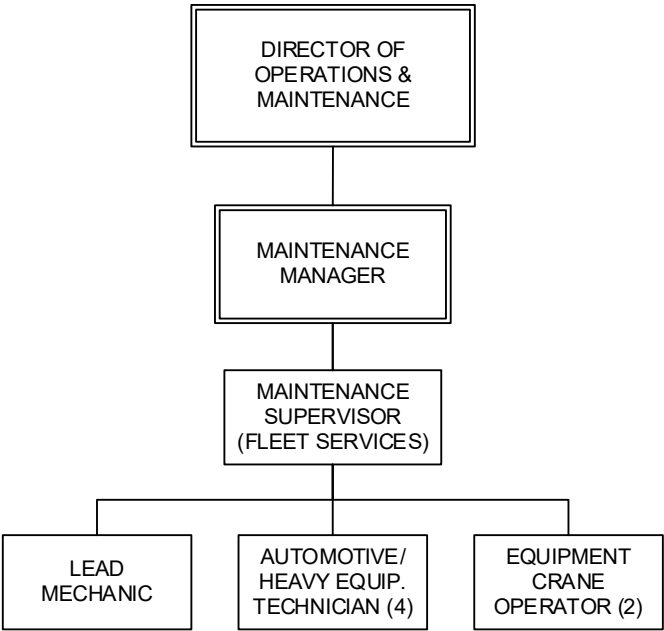 DIRECTOR OF
OPERATIONS &
MAINTENANCE
MAINTENANCE
MANAGER
MAINTENANCE
SUPERVISOR
(FLEET SERVICES)
LEAD
MECHANIC
AUTOMOTIVE/
HEAVY EQUIP.
TECHNICIAN (4)
EQUIPMENT
CRANE
OPERATOR (2)